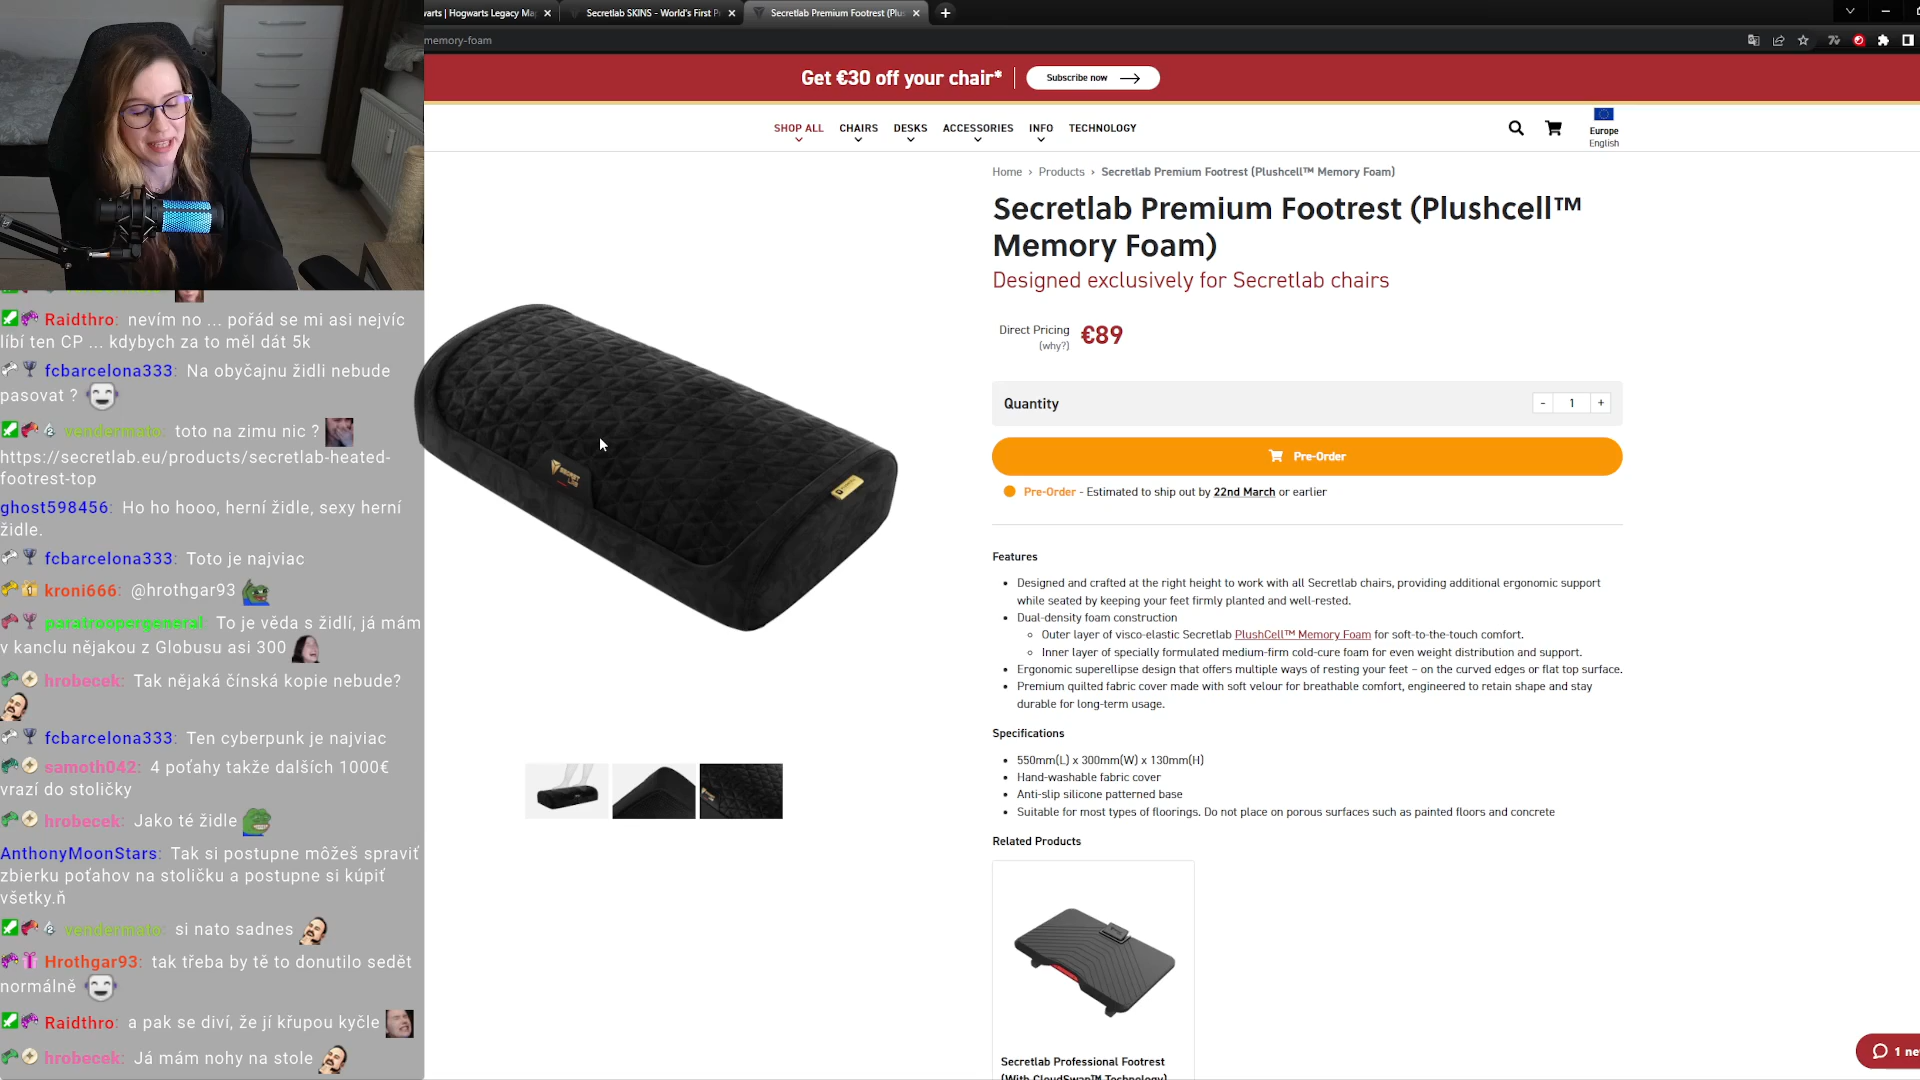 warts | Hogwarts Legacy Ma
Secretlab SKINS - World's First P
Secretlab Premium Footrest (Plu
memory-foam
Get €30 off your chair*
Subscribe now
SHOP ALL
CHAIRS
DESKS
ACCESSORIES
INFO
TECHNOLOGY
Europe
English
Home › Products › Secretlab Premium Footrest (Plushcell™ Memory Foam)
Secretlab Premium Footrest (Plushcell™
Memory Foam)
Designed exclusively for Secretlab chairs
Direct Pricing
(why?)
€89
Quantity
- 1 +
Pre-Order
Pre-Order - Estimated to ship out by 22nd March or earlier
Features
Designed and crafted at the right height to work with all Secretlab chairs, providing additional ergonomic support
while seated by keeping your feet firmly planted and well-rested.
Dual-density foam construction
Outer layer of visco-elastic Secretlab PlushCell™ Memory Foam for soft-to-the-touch comfort.
Inner layer of specially formulated medium-firm cold-cure foam for even weight distribution and support.
Ergonomic superellipse design that offers multiple ways of resting your feet – on the curved edges or flat top surface.
Premium quilted fabric cover made with soft velour for breathable comfort, engineered to retain shape and stay
durable for long-term usage.
Specifications
550mm(L) x 300mm(W) x 130mm(H)
Hand-washable fabric cover
Anti-slip silicone patterned base
Suitable for most types of floorings. Do not place on porous surfaces such as painted floors and concrete
Related Products
Secretlab Professional Footrest
(With CloudSwap™ Technology)
1 ne
SECRET
LAB
Raidthro: nevím no ... pořád se mi asi nejvíc
líbí ten CP ... kdybych za to měl dát 5k
fcbarcelona333: Na obyčajnu židli nebude
pasovat ?
vendermato: toto na zimu nic ?
https://secretlab.eu/products/secretlab-heated-
footrest-top
ghost598456: Ho ho hooo, herní židle, sexy herní
židle.
fcbarcelona333: Toto je najviac
kroni666: @hrothgar93
paratroopergeneral: To je věda s židlí, já mám
v kanclu nějakou z Globusu asi 300
hrobecek: Tak nějaká čínská kopie nebude?
fcbarcelona333: Ten cyberpunk je najviac
samoth042: 4 poťahy takže dalších 1000€
vrazí do stoličky
hrobecek: Jako té židle
AnthonyMoonStars: Tak si postupne môžeš spraviť
zbierku poťahov na stoličku a postupne si kúpiť
všetky.ň
vendermato: si nato sadnes
Hrothgar93: tak třeba by tě to donutilo sedět
normálně
Raidthro: a pak se diví, že jí křupou kyčle
hrobecek: Já mám nohy na stole